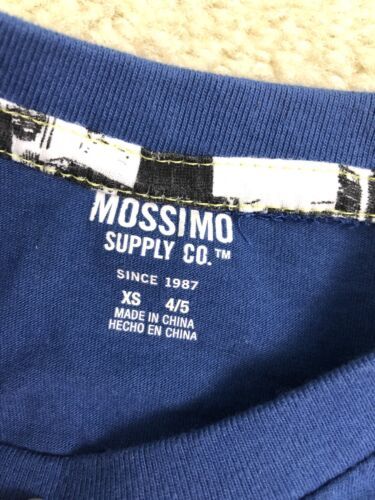 MOSSIMO
SUPPLY CO.™
SINCE 1987
XS 4/5
MADE IN CHINA
HECHO EN CHINA